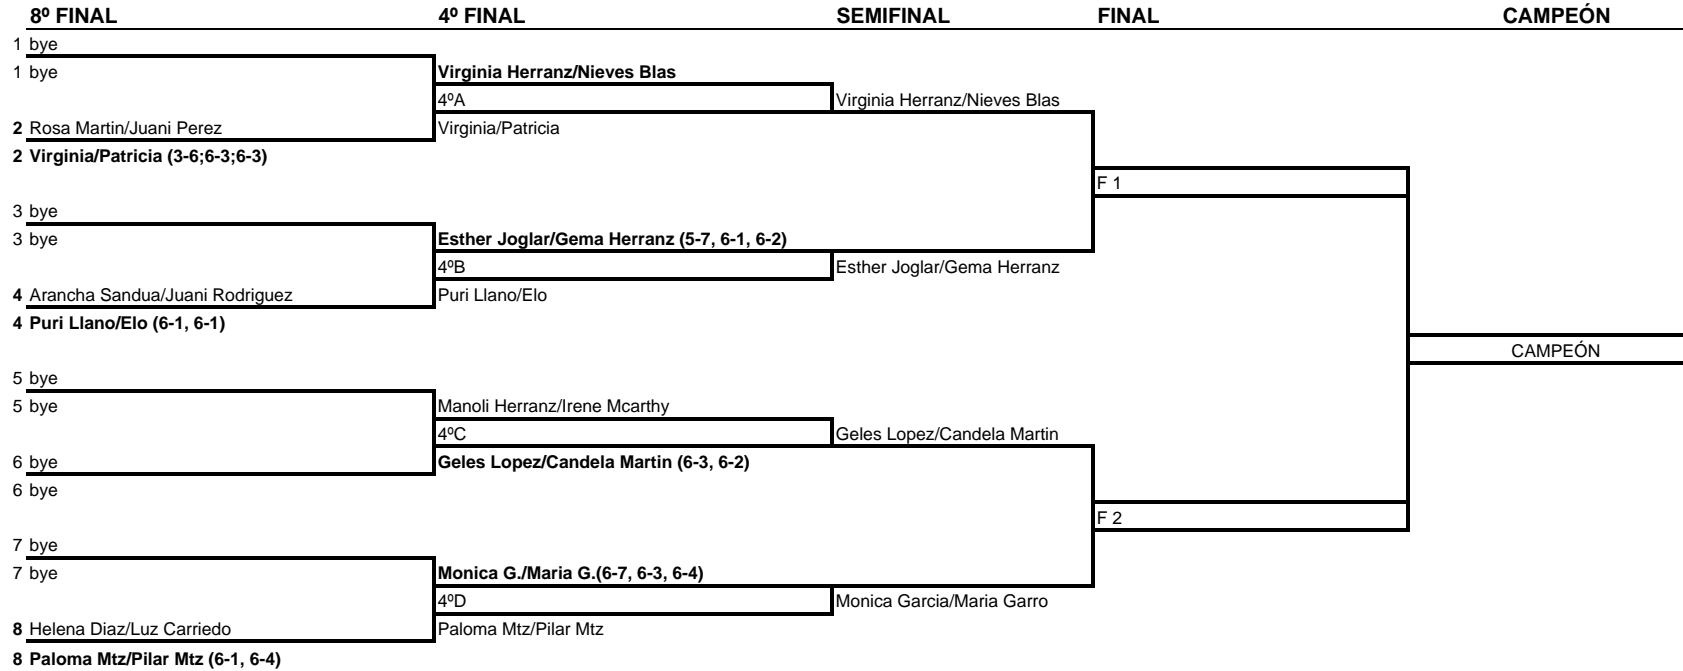 8º FINAL 4º FINAL SEMIFINAL FINAL CAMPEÓN
1 bye
1 bye Virginia Herranz/Nieves Blas
4ºA Virginia Herranz/Nieves Blas
2 Rosa Martin/Juani Perez Virginia/Patricia
2 Virginia/Patricia (3-6;6-3;6-3)
F 1
3 bye
3 bye Esther Joglar/Gema Herranz (5-7, 6-1, 6-2)
4ºB Esther Joglar/Gema Herranz
4 Arancha Sandua/Juani Rodriguez Puri Llano/Elo
4 Puri Llano/Elo (6-1, 6-1)
CAMPEÓN
5 bye
5 bye Manoli Herranz/Irene Mcarthy
4ºC Geles Lopez/Candela Martin
6 bye Geles Lopez/Candela Martin (6-3, 6-2)
6 bye
F 2
7 bye
7 bye Monica G./Maria G.(6-7, 6-3, 6-4)
4ºD Monica Garcia/Maria Garro
8 Helena Diaz/Luz Carriedo Paloma Mtz/Pilar Mtz
8 Paloma Mtz/Pilar Mtz (6-1, 6-4)